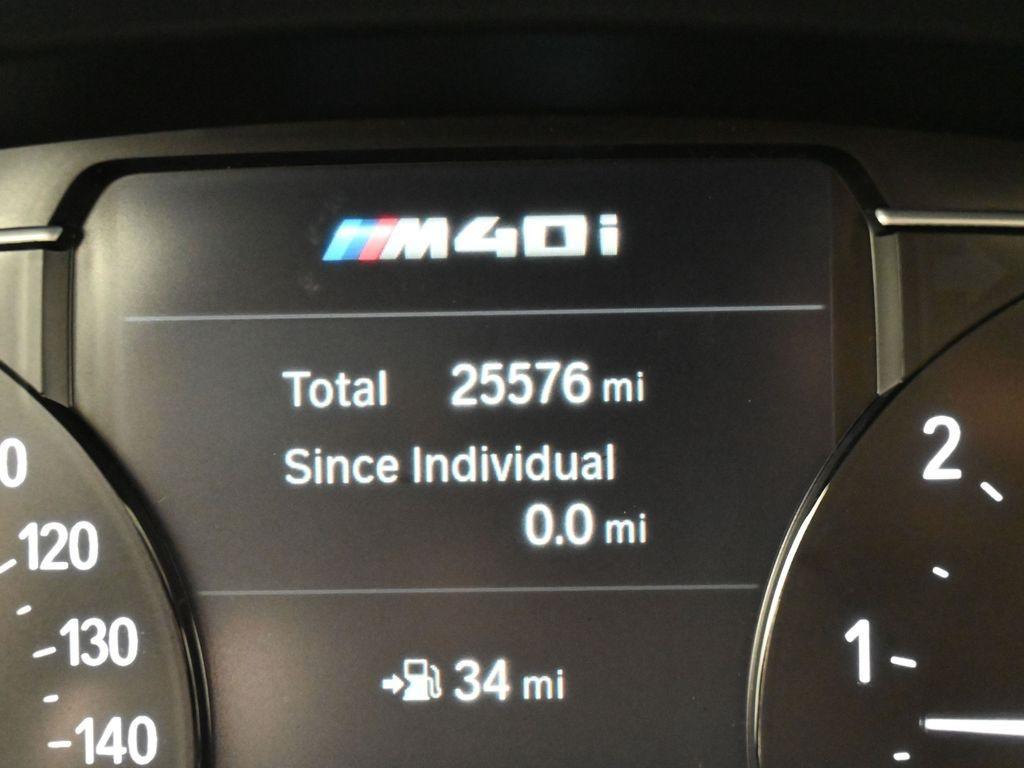 M40i
Total 25576 mi
Since Individual
0.0 mi
34 mi
0
120
130
140
2
1